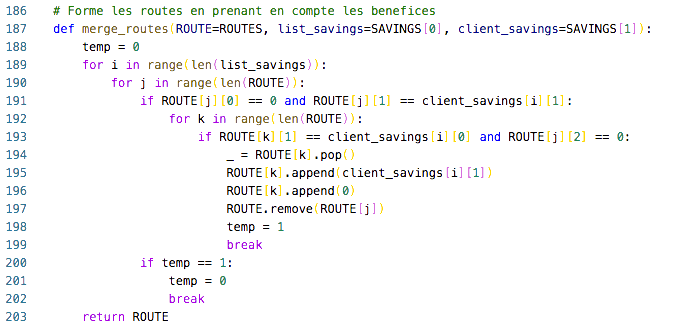 186 # Forme les routes en prenant en compte les benefices
187 def merge_routes(ROUTE=ROUTES, list_savings=SAVINGS[0], client_savings=SAVINGS[1]):
188     temp = 0
189     for i in range(len(list_savings)):
190         for j in range(len(ROUTE)):
191             if ROUTE[j][0] == 0 and ROUTE[j][1] == client_savings[i][1]:
192                 for k in range(len(ROUTE)):
193                     if ROUTE[k][1] == client_savings[i][0] and ROUTE[j][2] == 0:
194                         _ = ROUTE[k].pop()
195                         ROUTE[k].append(client_savings[i][1])
196                         ROUTE[k].append(0)
197                         ROUTE.remove(ROUTE[j])
198                         temp = 1
199                         break
200             if temp == 1:
201                 temp = 0
202                 break
203     return ROUTE